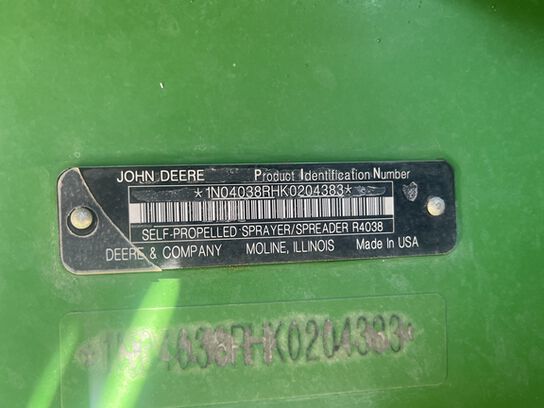 JOHN DEERE Product Identification Number
*1N04038RHK0204383*
SELF-PROPELLED SPRAYER/SPREADER R4038
DEERE & COMPANY MOLINE, ILLINOIS Made in USA
*1N04038RHK0204383*